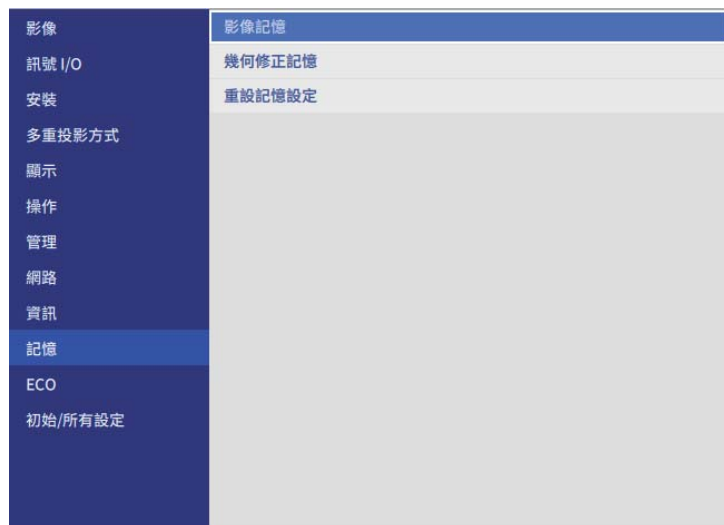 影像
訊號 I/O
安裝
多重投影方式
顯示
操作
管理
網路
資訊
記憶
ECO
初始/所有設定
影像記憶
幾何修正記憶
重設記憶設定